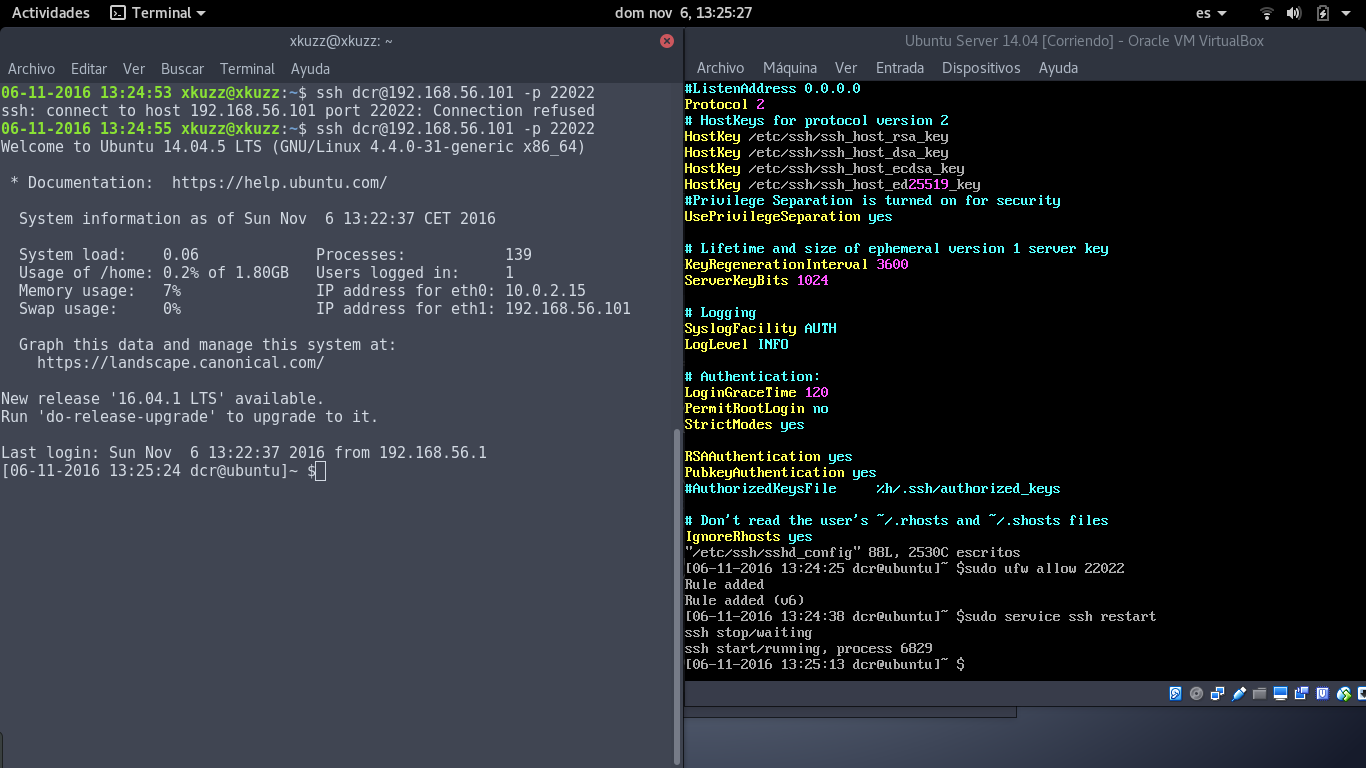 Actividades Terminal dom nov 6, 13:25:27 es
xkuzz@xkuzz: ~
Archivo Editar Ver Buscar Terminal Ayuda
06-11-2016 13:24:53 xkuzz@xkuzz:~$ ssh dcr@192.168.56.101 -p 22022
ssh: connect to host 192.168.56.101 port 22022: Connection refused
06-11-2016 13:24:55 xkuzz@xkuzz:~$ ssh dcr@192.168.56.101 -p 22022
Welcome to Ubuntu 14.04.5 LTS (GNU/Linux 4.4.0-31-generic x86_64)
* Documentation: https://help.ubuntu.com/
System information as of Sun Nov 6 13:22:37 CET 2016
System load: 0.06 Processes: 139
Usage of /home: 0.2% of 1.80GB Users logged in: 1
Memory usage: 7% IP address for eth0: 10.0.2.15
Swap usage: 0% IP address for eth1: 192.168.56.101
Graph this data and manage this system at:
https://landscape.canonical.com/
New release '16.04.1 LTS' available.
Run 'do-release-upgrade' to upgrade to it.
Last login: Sun Nov 6 13:22:37 2016 from 192.168.56.1
[06-11-2016 13:25:24 dcr@ubuntu]~ $
Ubuntu Server 14.04 [Corriendo] - Oracle VM VirtualBox
Archivo Máquina Ver Entrada Dispositivos Ayuda
#ListenAddress 0.0.0.0
Protocol 2
# HostKeys for protocol version 2
HostKey /etc/ssh/ssh_host_rsa_key
HostKey /etc/ssh/ssh_host_dsa_key
HostKey /etc/ssh/ssh_host_ecdsa_key
HostKey /etc/ssh/ssh_host_ed25519_key
#Privilege Separation is turned on for security
UsePrivilegeSeparation yes
# Lifetime and size of ephemeral version 1 server key
KeyRegenerationInterval 3600
ServerKeyBits 1024
# Logging
SyslogFacility AUTH
LogLevel INFO
# Authentication:
LoginGraceTime 120
PermitRootLogin no
StrictModes yes
RSAAuthentication yes
PubkeyAuthentication yes
#AuthorizedKeysFile %h/.ssh/authorized_keys
# Don't read the user's ~/.rhosts and ~/.shosts files
IgnoreRhosts yes
"/etc/ssh/sshd_config" 88L, 2530C escritos
[06-11-2016 13:24:25 dcr@ubuntu]~ $sudo ufw allow 22022
Rule added
Rule added (v6)
[06-11-2016 13:24:38 dcr@ubuntu]~ $sudo service ssh restart
ssh stop/waiting
ssh start/running, process 6829
[06-11-2016 13:25:13 dcr@ubuntu]~ $